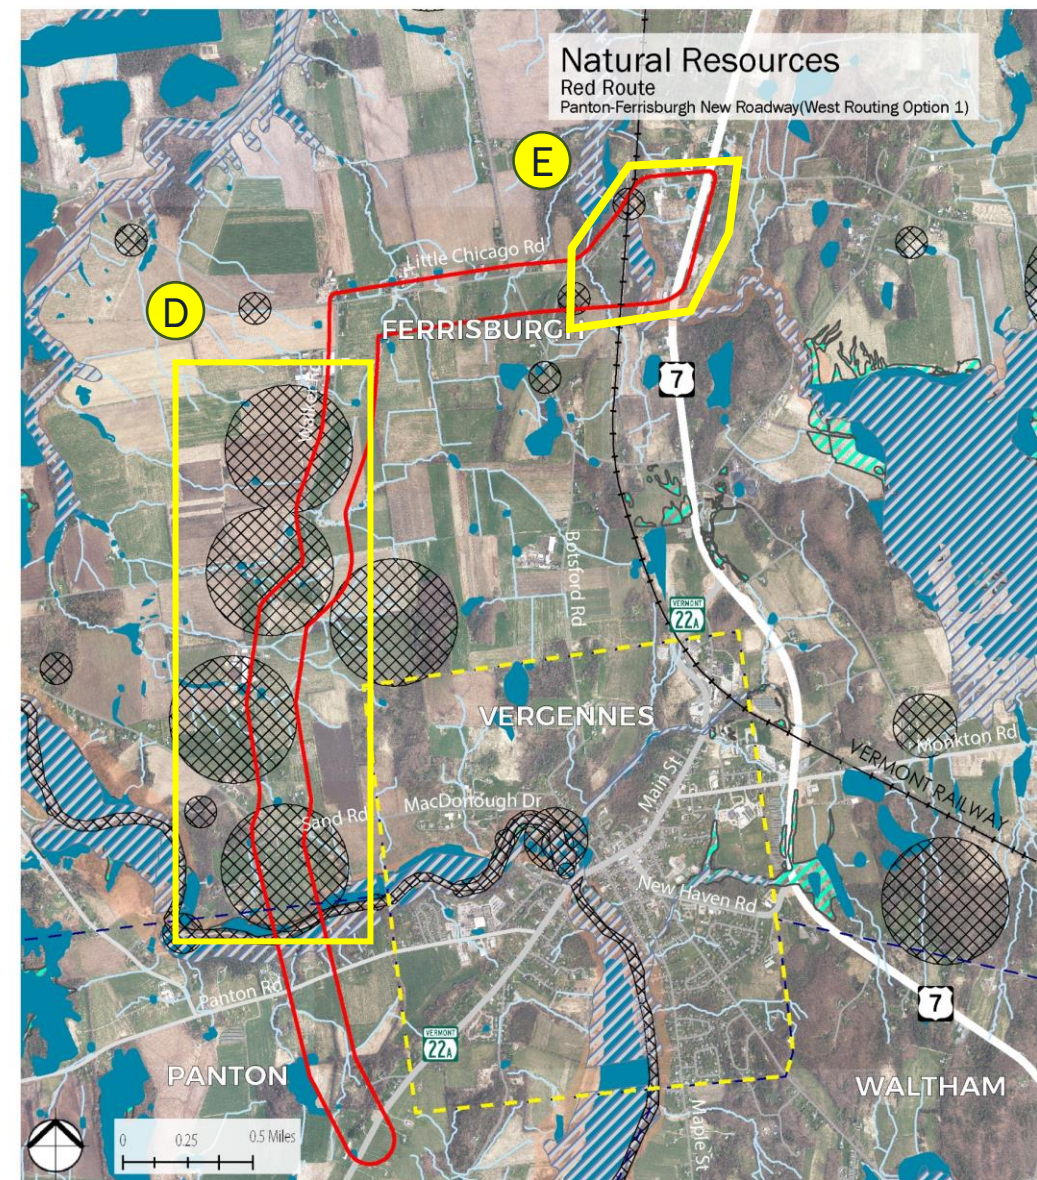 Natural Resources
Red Route
Panton-Ferrisburgh New Roadway(West Routing Option 1)
E
Little Chicago Rd
D
FERRISBURGH
7
Walker Rd
Botsford Rd
VERMONT
22A
VERGENNES
Monkton Rd
VERMONT RAILWAY
Main St
MacDonough Dr
Sand Rd
New Haven Rd
Panton Rd
7
VERMONT
22A
PANTON
WALTHAM
Maple St
0 0.25 0.5 Miles